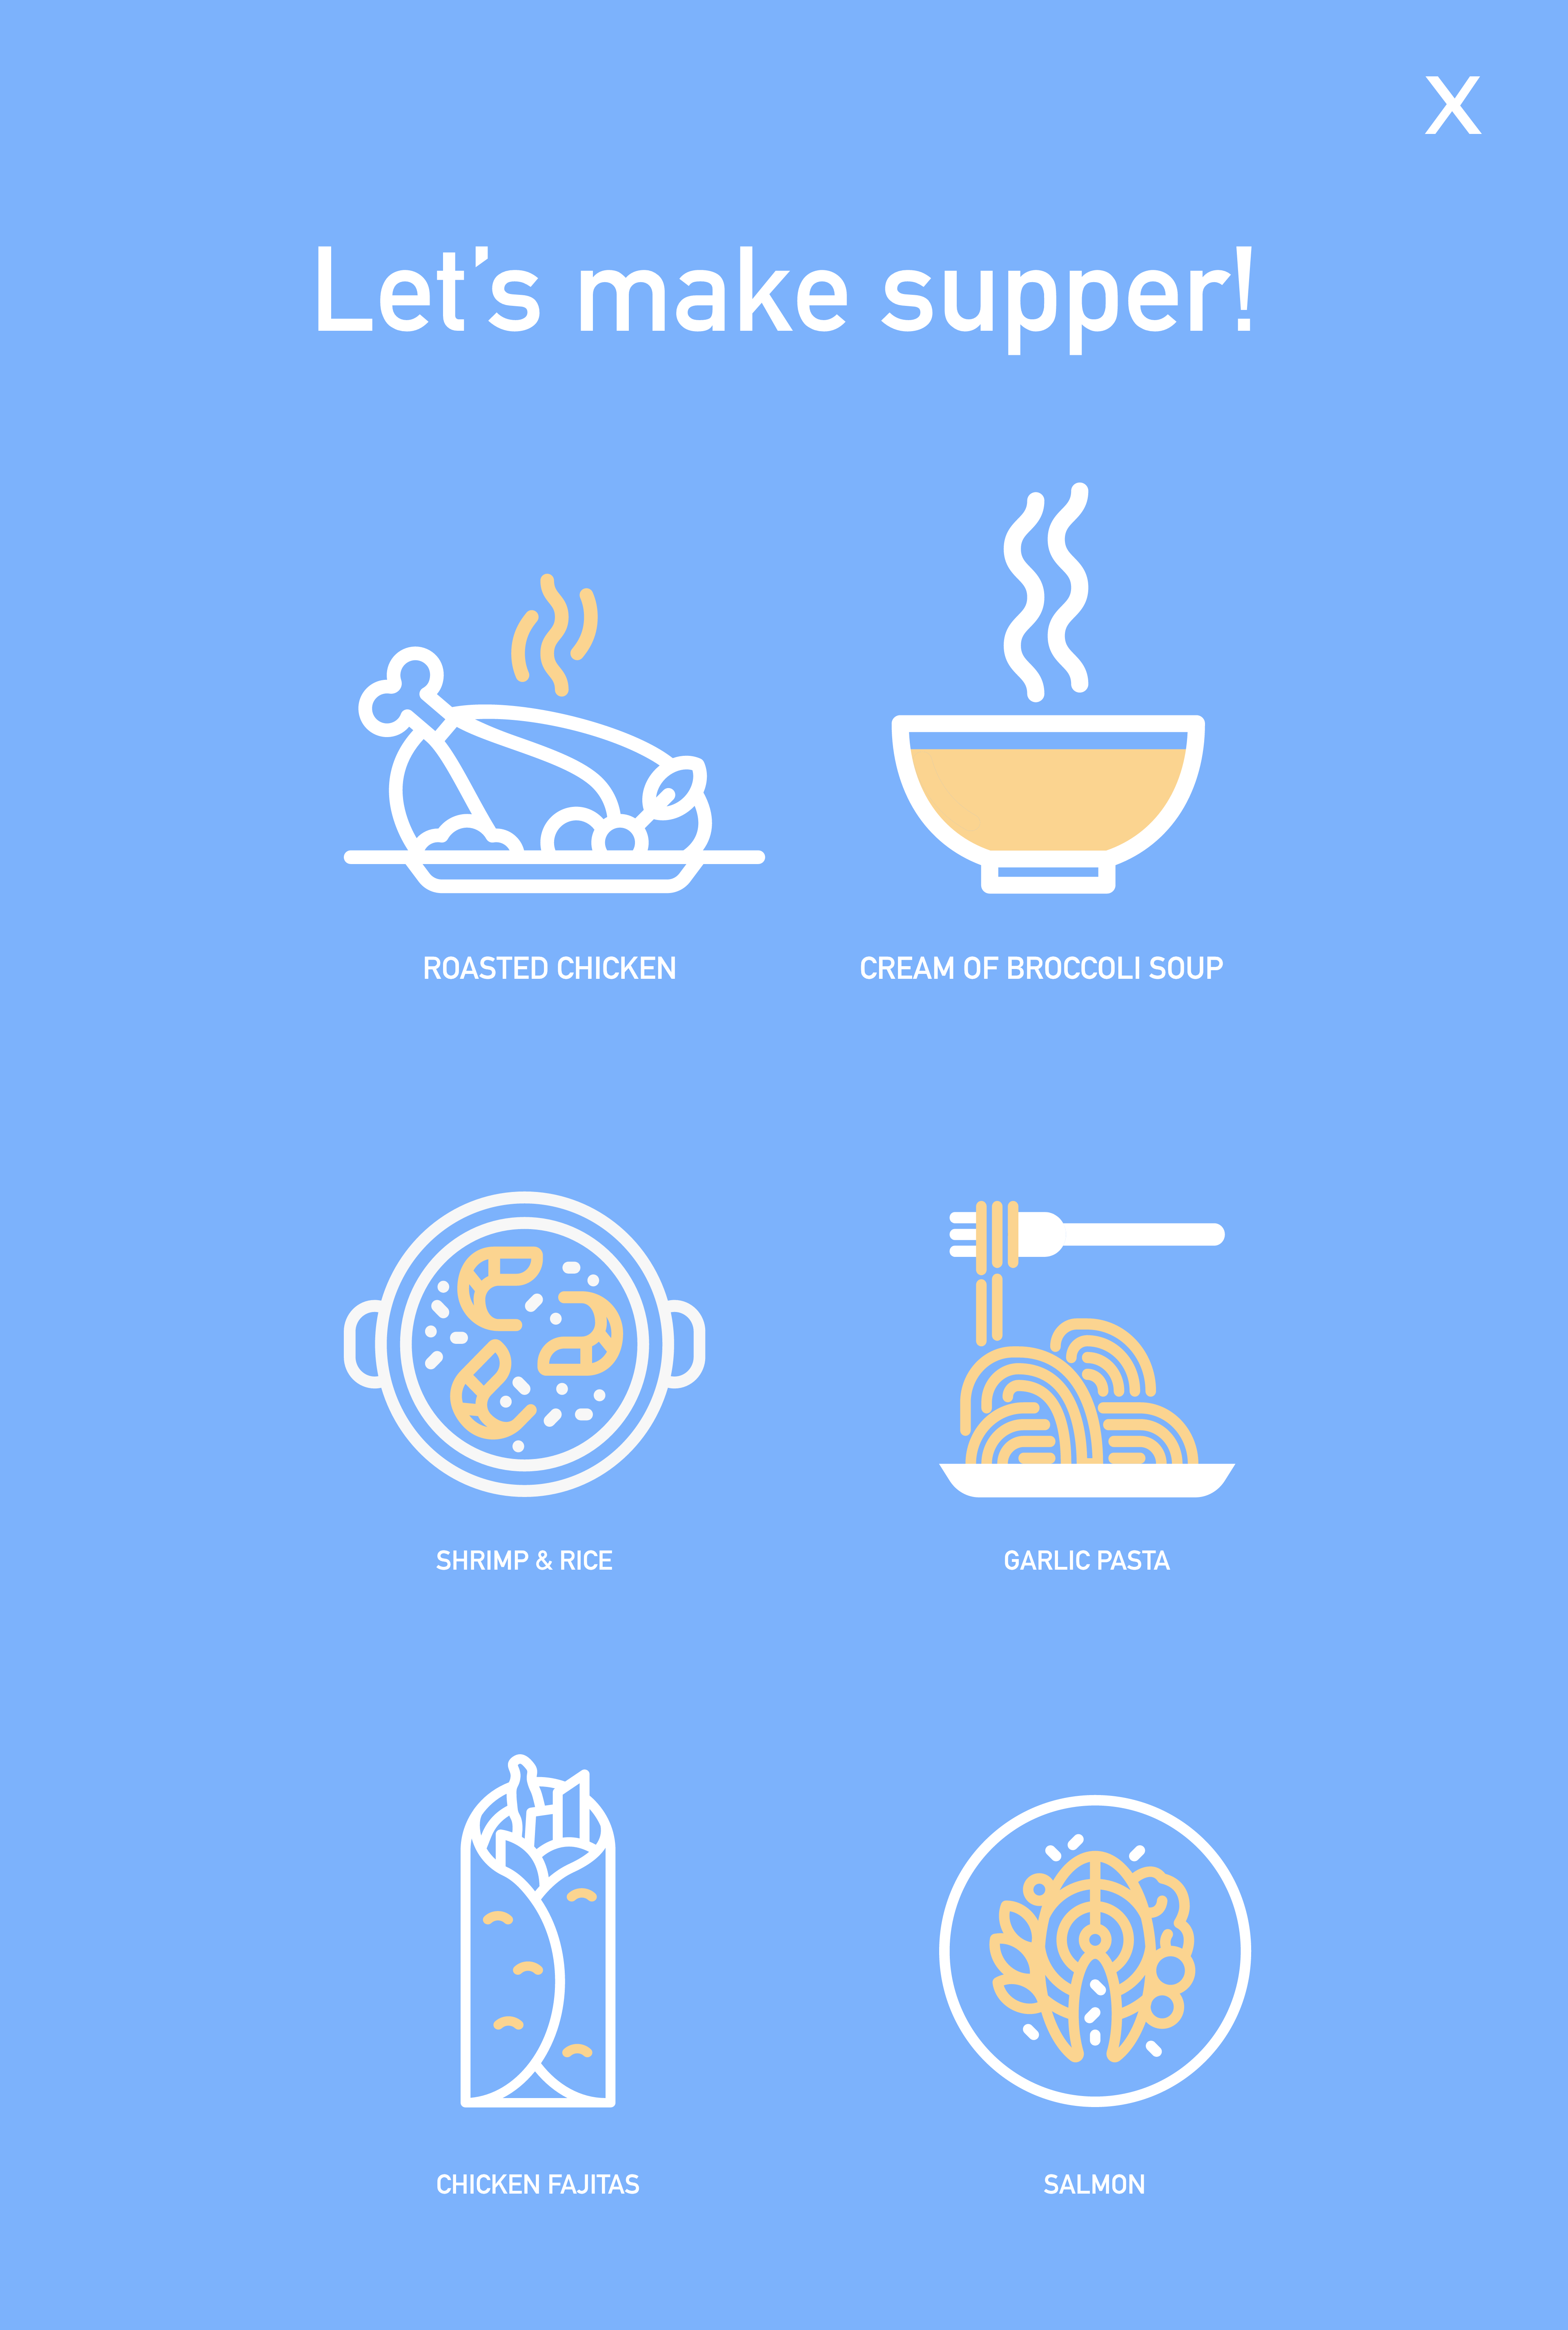 X
Let’s make supper!
ROASTED CHICKEN
CREAM OF BROCCOLI SOUP
SHRIMP & RICE
GARLIC PASTA
CHICKEN FAJITAS
SALMON